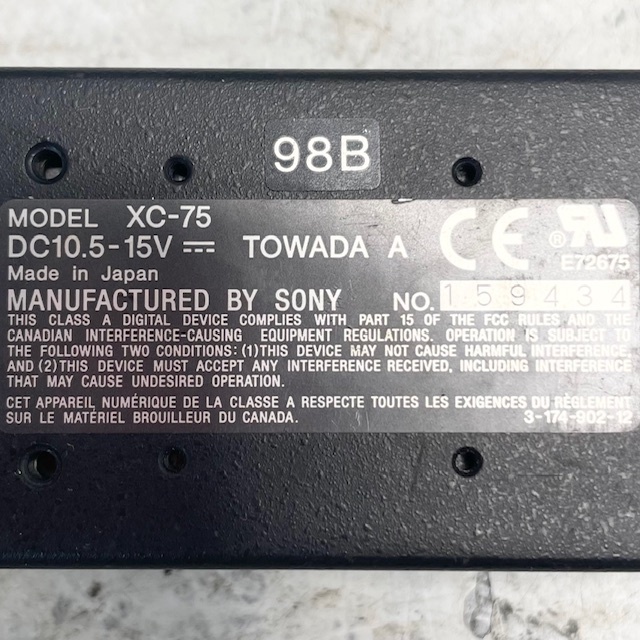 98B
MODEL XC-75
DC10.5-15V ⎓ TOWADA A CE ®
Made in Japan E72675
MANUFACTURED BY SONY NO. 159434
THIS CLASS A DIGITAL DEVICE COMPLIES WITH PART 15 OF THE FCC RULES AND THE
CANADIAN INTERFERENCE-CAUSING EQUIPMENT REGULATIONS. OPERATION IS SUBJECT TO
THE FOLLOWING TWO CONDITIONS: (1)THIS DEVICE MAY NOT CAUSE HARMFUL INTERFERENCE,
AND (2)THIS DEVICE MUST ACCEPT ANY INTERFERENCE RECEIVED, INCLUDING INTERFERENCE
THAT MAY CAUSE UNDESIRED OPERATION.
CET APPAREIL NUMÉRIQUE DE LA CLASSE A RESPECTE TOUTES LES EXIGENCES DU RÈGLEMENT
SUR LE MATÉRIEL BROUILLEUR DU CANADA. 3-174-902-12